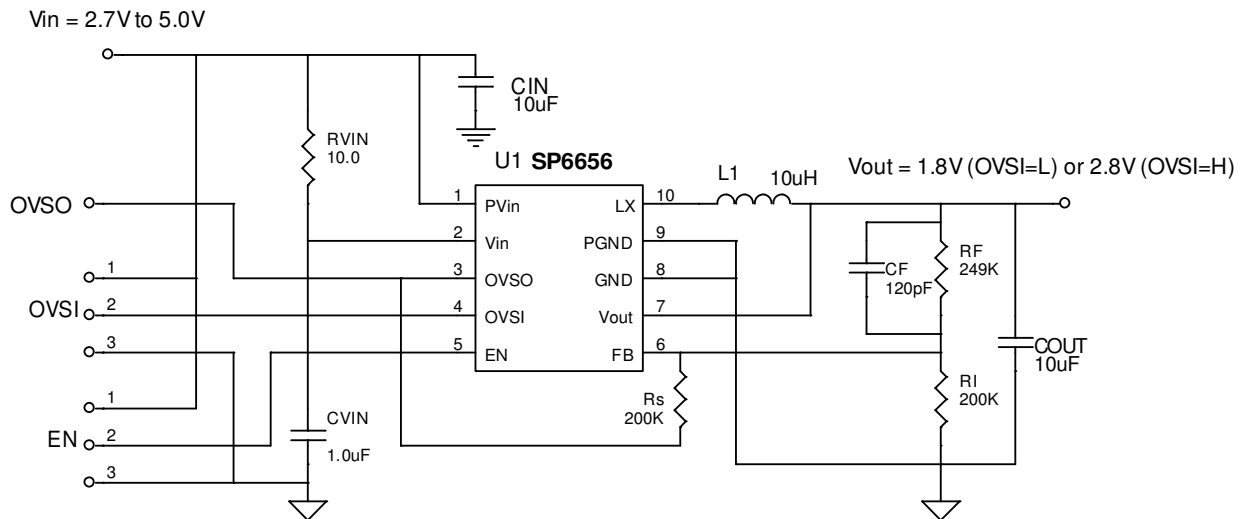 Vin = 2.7V to 5.0V
CIN
10uF
RVIN
10.0
U1 SP6656
L1
10uH
Vout = 1.8V (OVSI=L) or 2.8V (OVSI=H)
OVSO
1 PVin LX 10
2 Vin PGND 9
3 OVSO GND 8
4 OVSI Vout 7
5 EN FB 6
1
OVSI 2
3
1
EN 2
3
CF
120pF
RF
249K
COUT
10uF
Rs
200K
RI
200K
CVIN
1.0uF